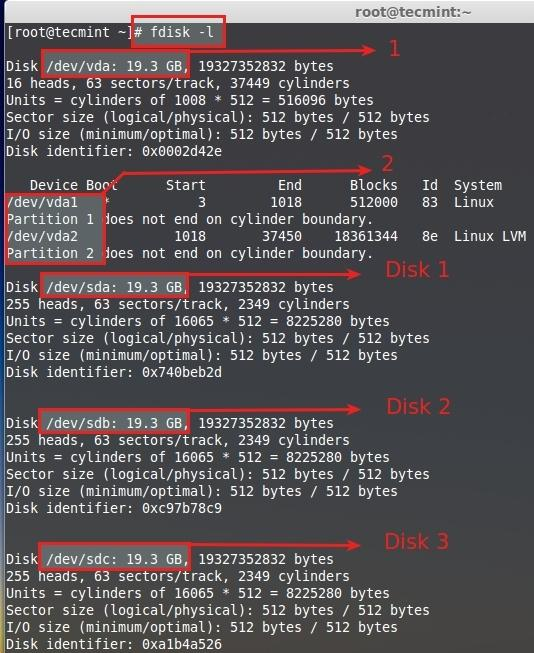 root@tecmint:~
[root@tecmint ~]# fdisk -l
1
Disk /dev/vda: 19.3 GB, 19327352832 bytes
16 heads, 63 sectors/track, 37449 cylinders
Units = cylinders of 1008 * 512 = 516096 bytes
Sector size (logical/physical): 512 bytes / 512 bytes
I/O size (minimum/optimal): 512 bytes / 512 bytes
Disk identifier: 0x0002d42e
2
Device Boot Start End Blocks Id System
/dev/vda1 * 3 1018 512000 83 Linux
Partition 1 does not end on cylinder boundary.
/dev/vda2 1018 37450 18361344 8e Linux LVM
Partition 2 does not end on cylinder boundary.
Disk 1
Disk /dev/sda: 19.3 GB, 19327352832 bytes
255 heads, 63 sectors/track, 2349 cylinders
Units = cylinders of 16065 * 512 = 8225280 bytes
Sector size (logical/physical): 512 bytes / 512 bytes
I/O size (minimum/optimal): 512 bytes / 512 bytes
Disk identifier: 0x740beb2d
Disk 2
Disk /dev/sdb: 19.3 GB, 19327352832 bytes
255 heads, 63 sectors/track, 2349 cylinders
Units = cylinders of 16065 * 512 = 8225280 bytes
Sector size (logical/physical): 512 bytes / 512 bytes
I/O size (minimum/optimal): 512 bytes / 512 bytes
Disk identifier: 0xc97b78c9
Disk 3
Disk /dev/sdc: 19.3 GB, 19327352832 bytes
255 heads, 63 sectors/track, 2349 cylinders
Units = cylinders of 16065 * 512 = 8225280 bytes
Sector size (logical/physical): 512 bytes / 512 bytes
I/O size (minimum/optimal): 512 bytes / 512 bytes
Disk identifier: 0xa1b4a526